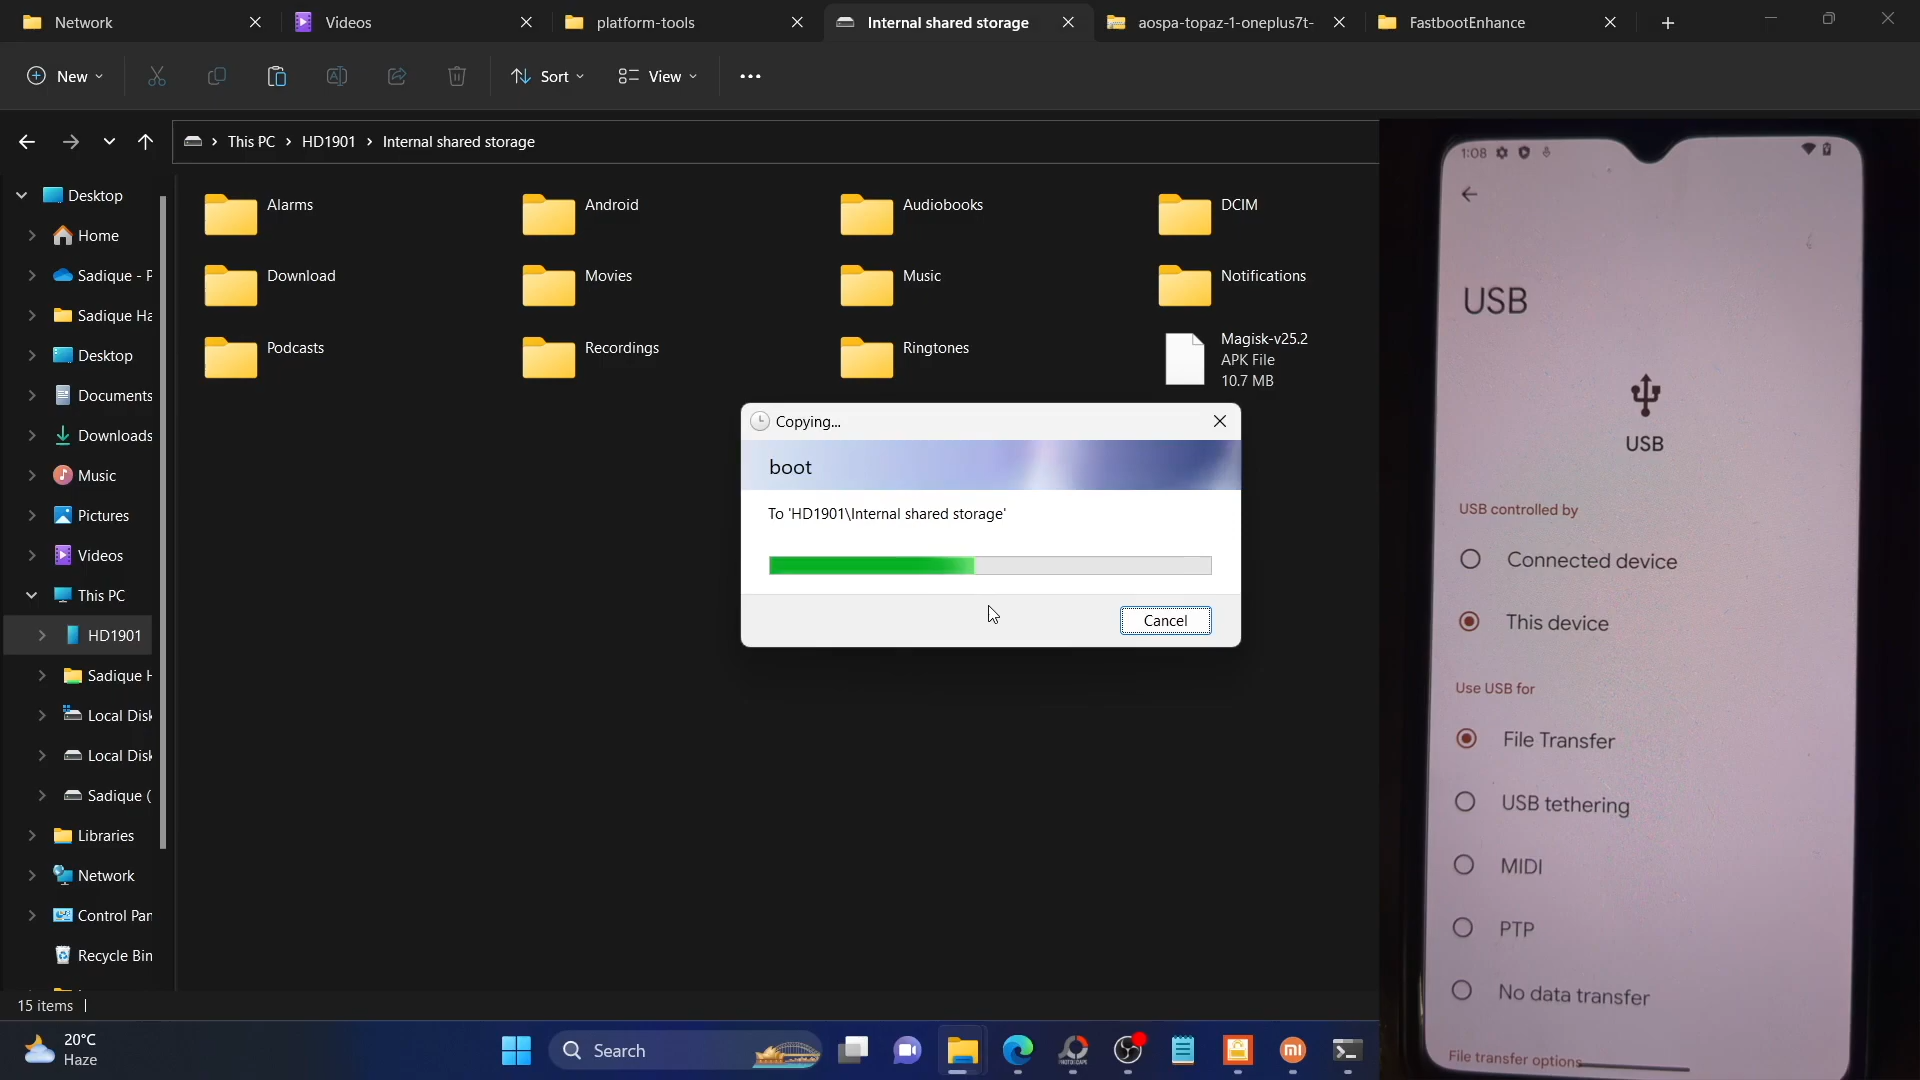 Network
Videos
platform-tools
Internal shared storage
aospa-topaz-1-oneplus7t-
FastbootEnhance
New
Sort
View
This PC
HD1901
Internal shared storage
Desktop
Home
Sadique - P
Sadique Ha
Desktop
Documents
Downloads
Music
Pictures
Videos
This PC
HD1901
Sadique H
Local Disk
Local Disk
Sadique (
Libraries
Network
Control Pan
Recycle Bin
Alarms
Android
Audiobooks
DCIM
Download
Movies
Music
Notifications
Podcasts
Recordings
Ringtones
Magisk-v25.2
APK File
10.7 MB
Copying...
boot
To 'HD1901\Internal shared storage'
Cancel
15 items
20°C
Haze
Search
1:08
USB
USB
USB controlled by
Connected device
This device
Use USB for
File Transfer
USB tethering
MIDI
PTP
No data transfer
File transfer options